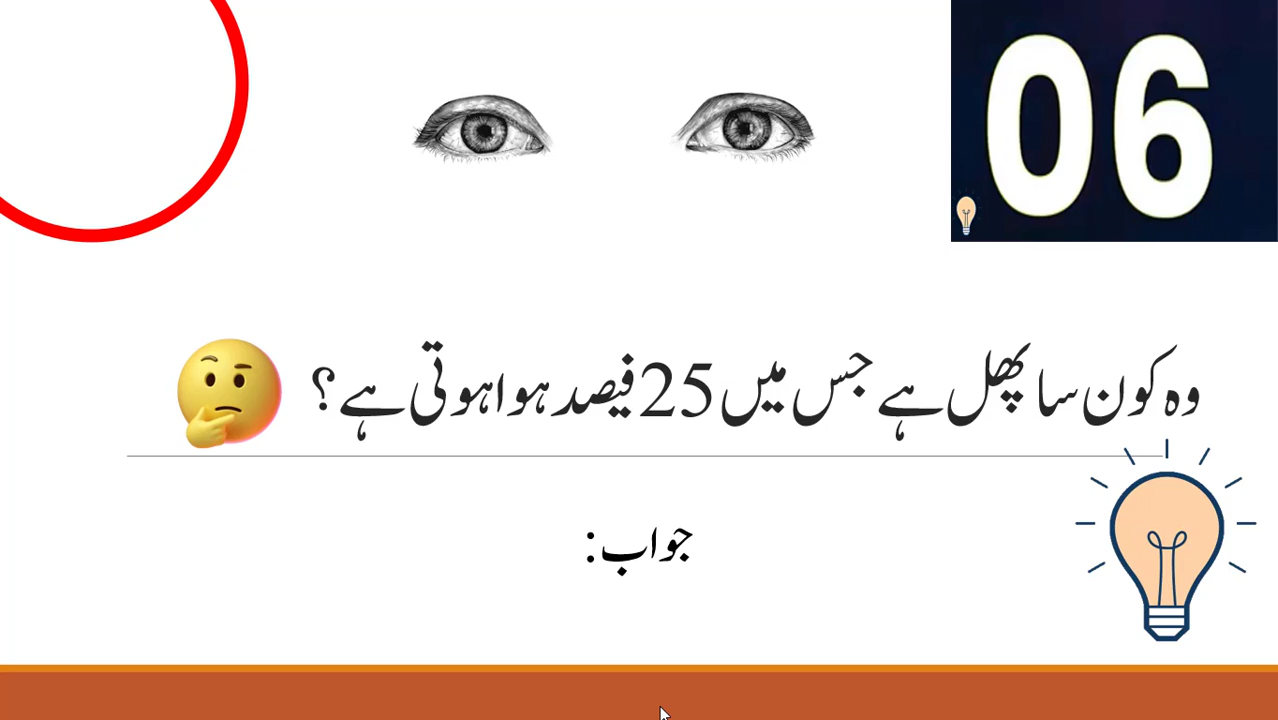 06
وہ کون سا پھل ہے جس میں 25 فیصد ہوا ہوتی ہے ؟
جواب: